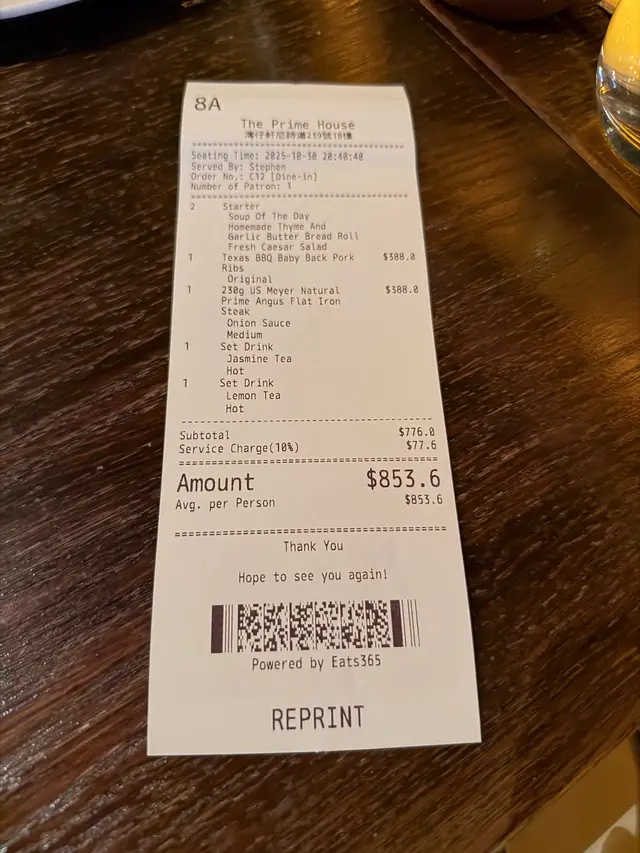 8A
The Prime House
灣仔軒尼詩道239號18樓
Seating Time: 2025-10-30 20:40:40
Served By: Stephen
Order No.: C12 [Dine-in]
Number of Patron: 1
2 Starter
Soup Of The Day
Homemade Thyme And
Garlic Butter Bread Roll
Fresh Caesar Salad
1 Texas BBQ Baby Back Pork $388.0
Ribs
Original
1 230g US Meyer Natural $388.0
Prime Angus Flat Iron
Steak
Onion Sauce
Medium
1 Set Drink
Jasmine Tea
Hot
1 Set Drink
Lemon Tea
Hot
Subtotal $776.0
Service Charge(10%) $77.6
Amount $853.6
Avg. per Person $853.6
Thank You
Hope to see you again!
Powered by Eats365
REPRINT